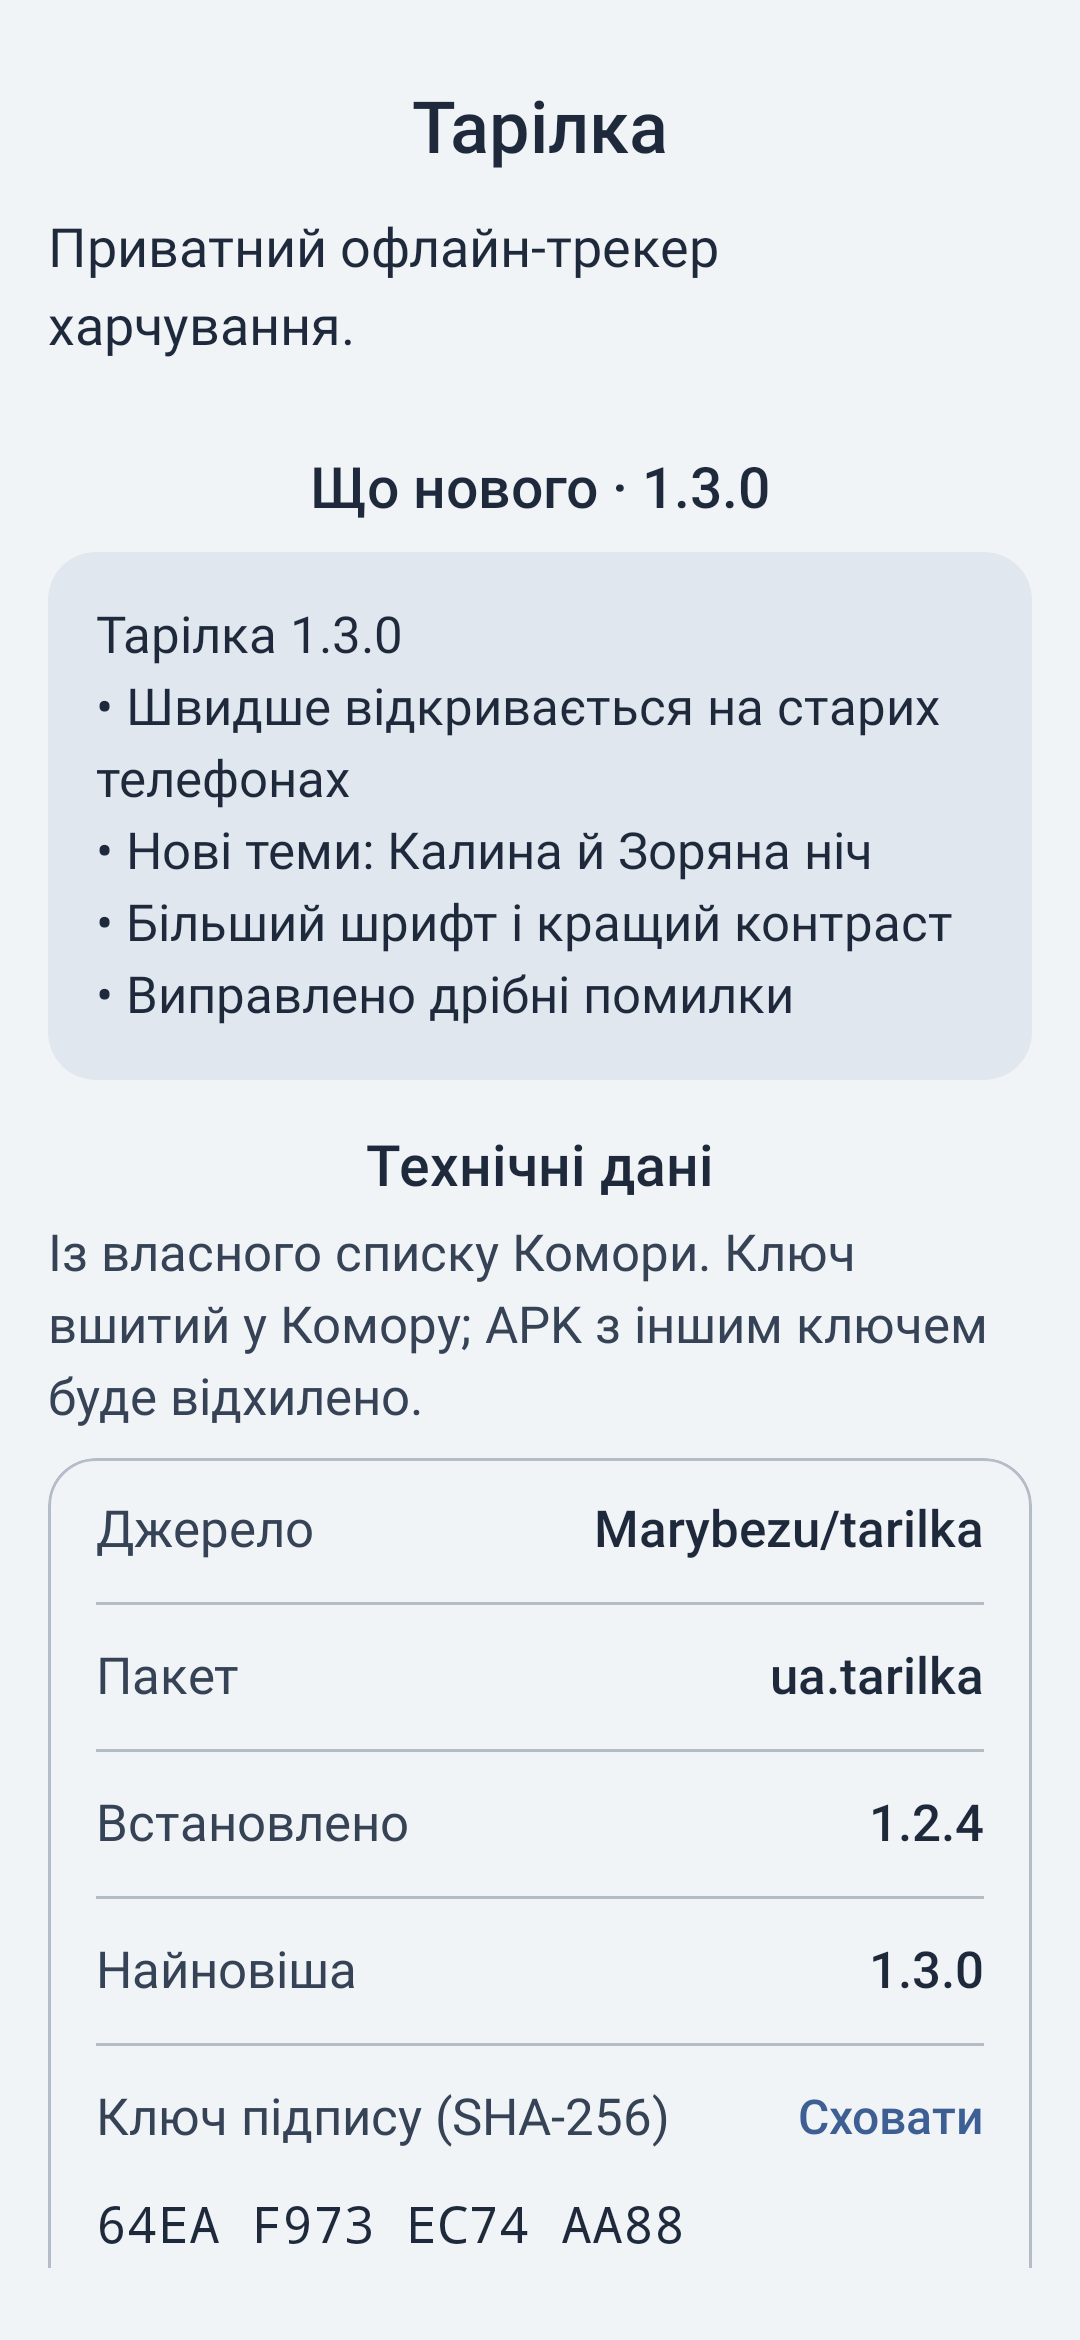 Тарілка
Приватний офлайн-трекер
харчування.
Що нового · 1.3.0
Тарілка 1.3.0
• Швидше відкривається на старих
телефонах
• Нові теми: Калина й Зоряна ніч
• Більший шрифт і кращий контраст
• Виправлено дрібні помилки
Технічні дані
Із власного списку Комори. Ключ
вшитий у Комору; APK з іншим ключем
буде відхилено.
Джерело Marybezu/tarilka
Пакет ua.tarilka
Встановлено 1.2.4
Найновіша 1.3.0
Ключ підпису (SHA-256) Сховати
64EA F973 EC74 AA88